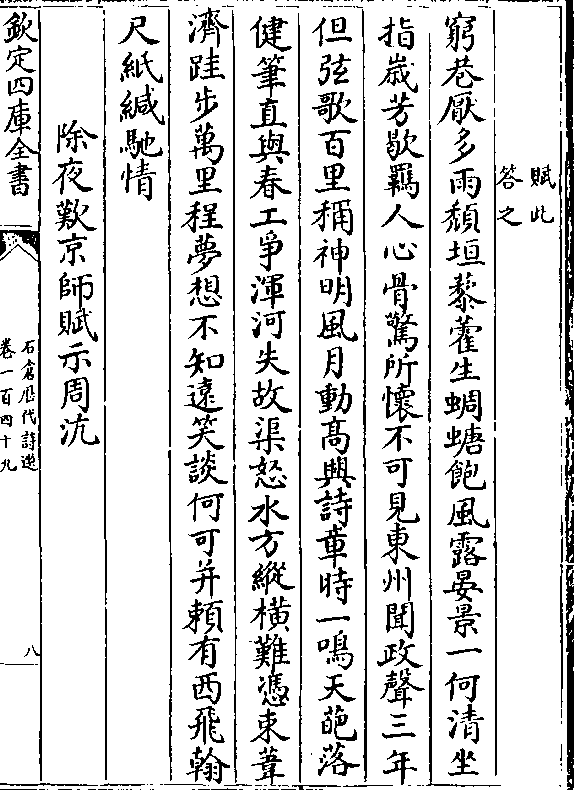 賦此
答之
窮巷厭多雨頽垣藜藿生蜩螗飽風露晏景一何清坐
指嵗芳歇羈人心骨驚所懷不可見東州聞政聲三年
但弦歌百里稱神明風月動髙興詩章時一鳴天葩落
健筆直與春工爭渾河失故渠怒水方縱横難憑束葦
濟跬步萬里程夢想不知遠笑談何可并頼有西飛翰
尺紙緘馳情
除夜歎京師賦示周沆
欽定四庫全書
石倉歴代詩選
卷一百四十九
八